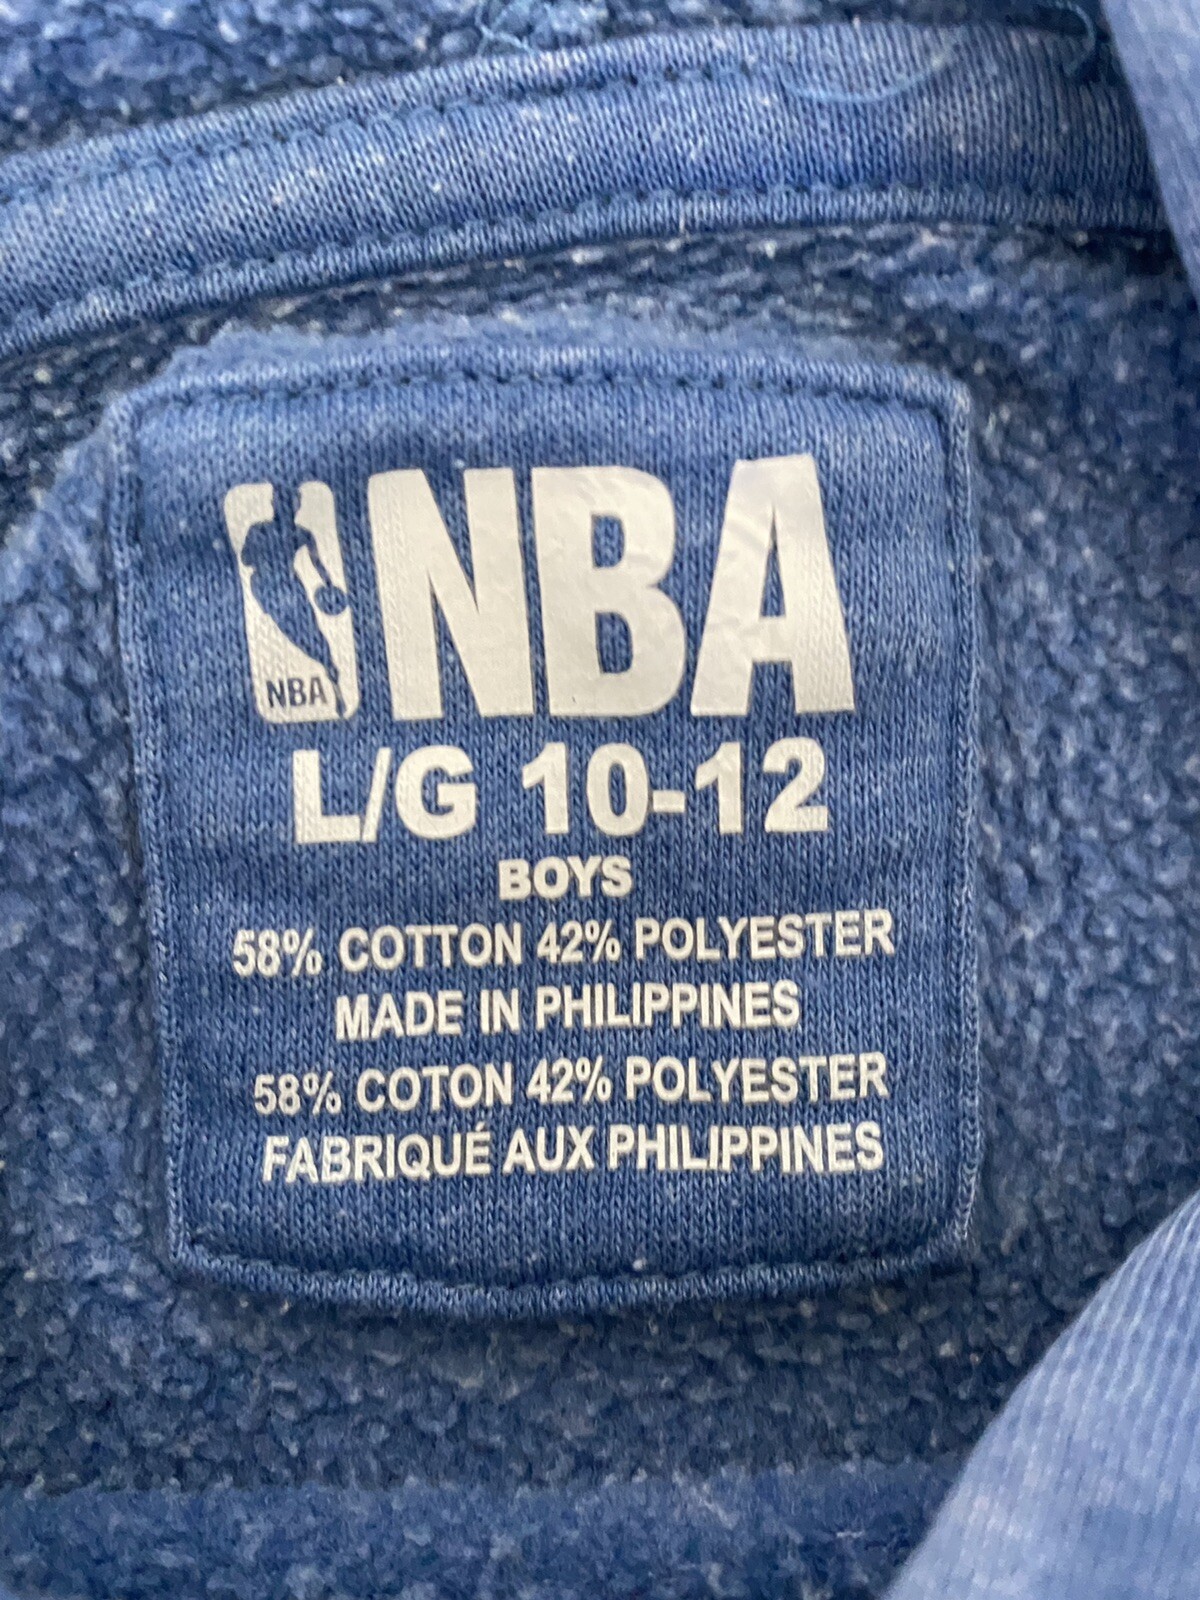 NBA
NBA
L/G 10-12
BOYS
58% COTTON 42% POLYESTER
MADE IN PHILIPPINES
58% COTON 42% POLYESTER
FABRIQUÉ AUX PHILIPPINES